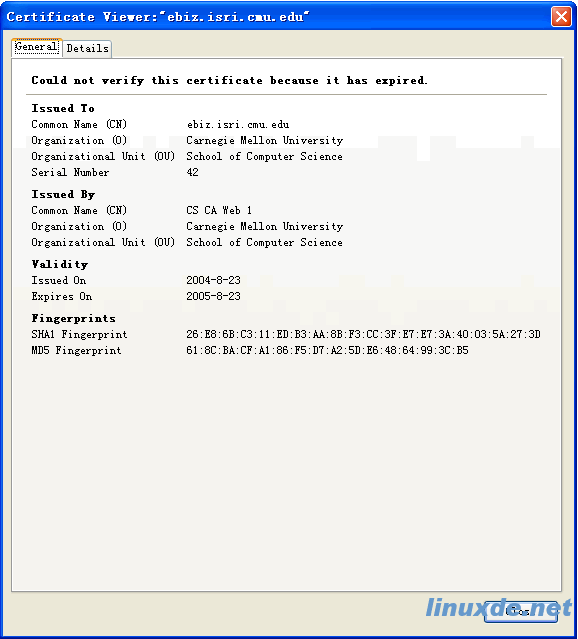 Certificate Viewer:"ebiz.isri.cmu.edu"
General Details
Could not verify this certificate because it has expired.
Issued To
Common Name (CN) ebiz.isri.cmu.edu
Organization (O) Carnegie Mellon University
Organizational Unit (OU) School of Computer Science
Serial Number 42
Issued By
Common Name (CN) CS CA Web 1
Organization (O) Carnegie Mellon University
Organizational Unit (OU) School of Computer Science
Validity
Issued On 2004-8-23
Expires On 2005-8-23
Fingerprints
SHA1 Fingerprint 26:E8:6B:C3:11:ED:B3:AA:8B:F3:CC:3F:E7:E7:3A:40:03:5A:27:3D
MD5 Fingerprint 61:8C:BA:CF:A1:86:F5:D7:A2:5D:E6:48:64:99:3C:B5
linuxde.net